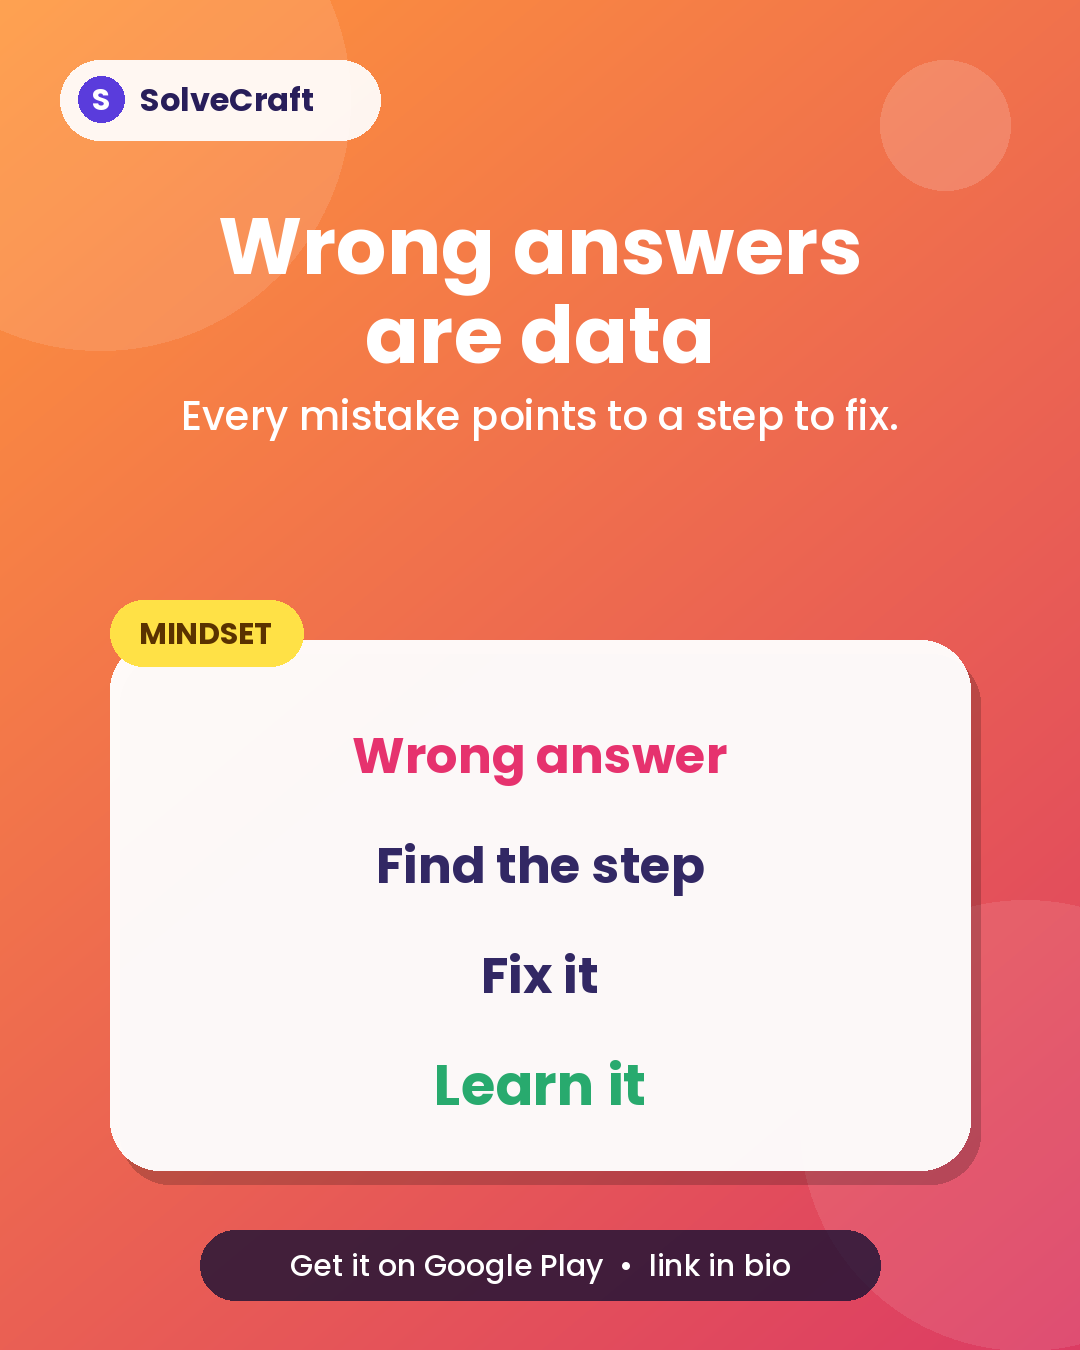 S SolveCraft
Wrong answers
are data
Every mistake points to a step to fix.
MINDSET
Wrong answer
Find the step
Fix it
Learn it
Get it on Google Play • link in bio